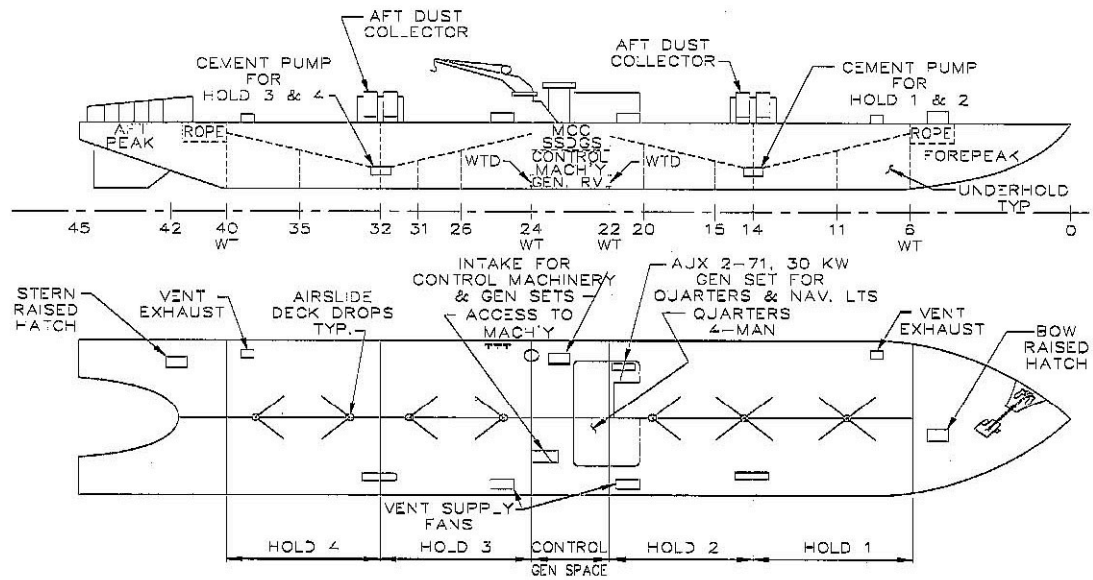 AFT DUST
COLLECTOR
CEMENT PUMP
FOR
HOLD 3 & 4
AFT DUST
COLLECTOR
CEMENT PUMP
FOR
HOLD 1 & 2
AFT
PEAK
ROPE
MCC
SSDGS
CONTROL
MACH'Y
GEN. RV.
WTD
WTD
ROPE
FOREPEAK
UNDERHOLD
TYP
45 42 40 35 32 31 26 24 22 20 15 14 11 6 0
WT WT WT WT
STERN
RAISED
HATCH
VENT
EXHAUST
AIRSLIDE
DECK DROPS
TYP.
INTAKE FOR
CONTROL MACHINERY
& GEN SETS
ACCESS TO
MACH'Y
AJX 2-71, 30 KW
GEN SET FOR
QUARTERS & NAV. LTS
QUARTERS
4-MAN
VENT
EXHAUST
BOW
RAISED
HATCH
VENT SUPPLY
FANS
HOLD 4
HOLD 3
CONTROL
GEN SPACE
HOLD 2
HOLD 1